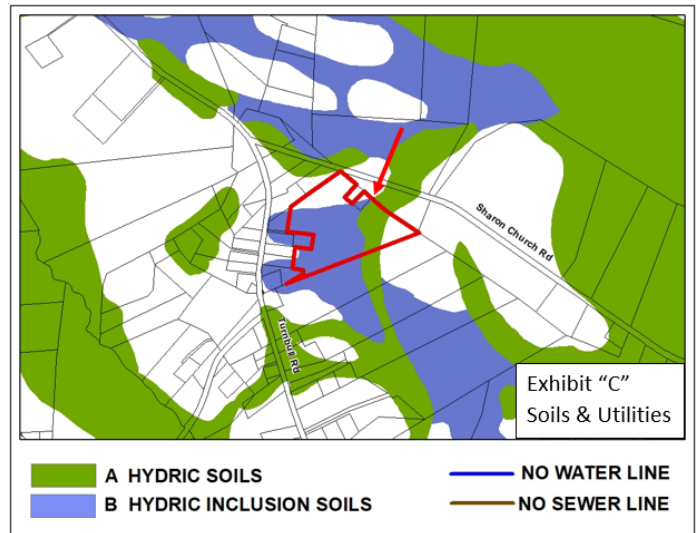 Sharon Church Rd
Turnbull Rd
Exhibit “C”
Soils & Utilities
A HYDRIC SOILS
NO WATER LINE
B HYDRIC INCLUSION SOILS
NO SEWER LINE